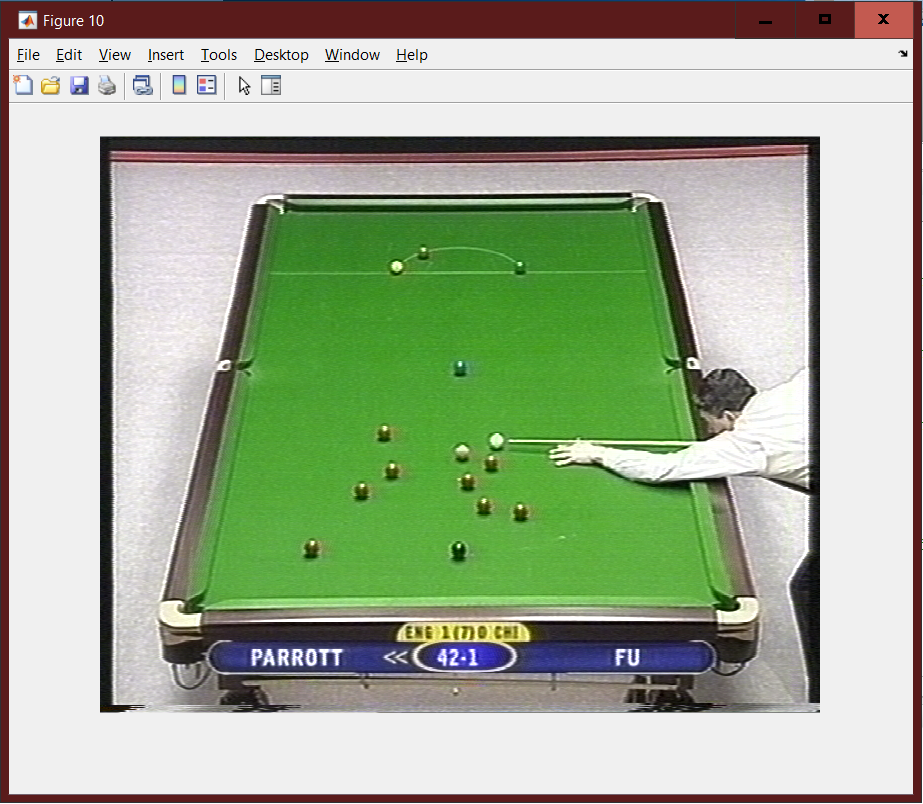 Figure 10
File Edit View Insert Tools Desktop Window Help
ENG 1(7)0 CHI
PARROTT << 42-1 FU